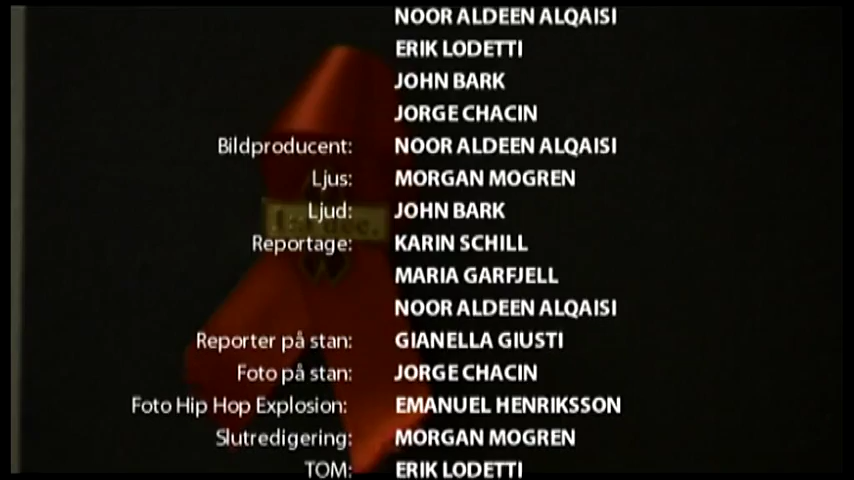 NOOR ALDEEN ALQAISI
ERIK LODETTI
JOHN BARK
JORGE CHACIN
Bildproducent: NOOR ALDEEN ALQAISI
Ljus: MORGAN MOGREN
Ljud: JOHN BARK
1:a dec.
Reportage: KARIN SCHILL
MARIA GARFJELL
NOOR ALDEEN ALQAISI
Reporter på stan: GIANELLA GIUSTI
Foto på stan: JORGE CHACIN
Foto Hip Hop Explosion: EMANUEL HENRIKSSON
Slutredigering: MORGAN MOGREN
TOM: ERIK LODETTI